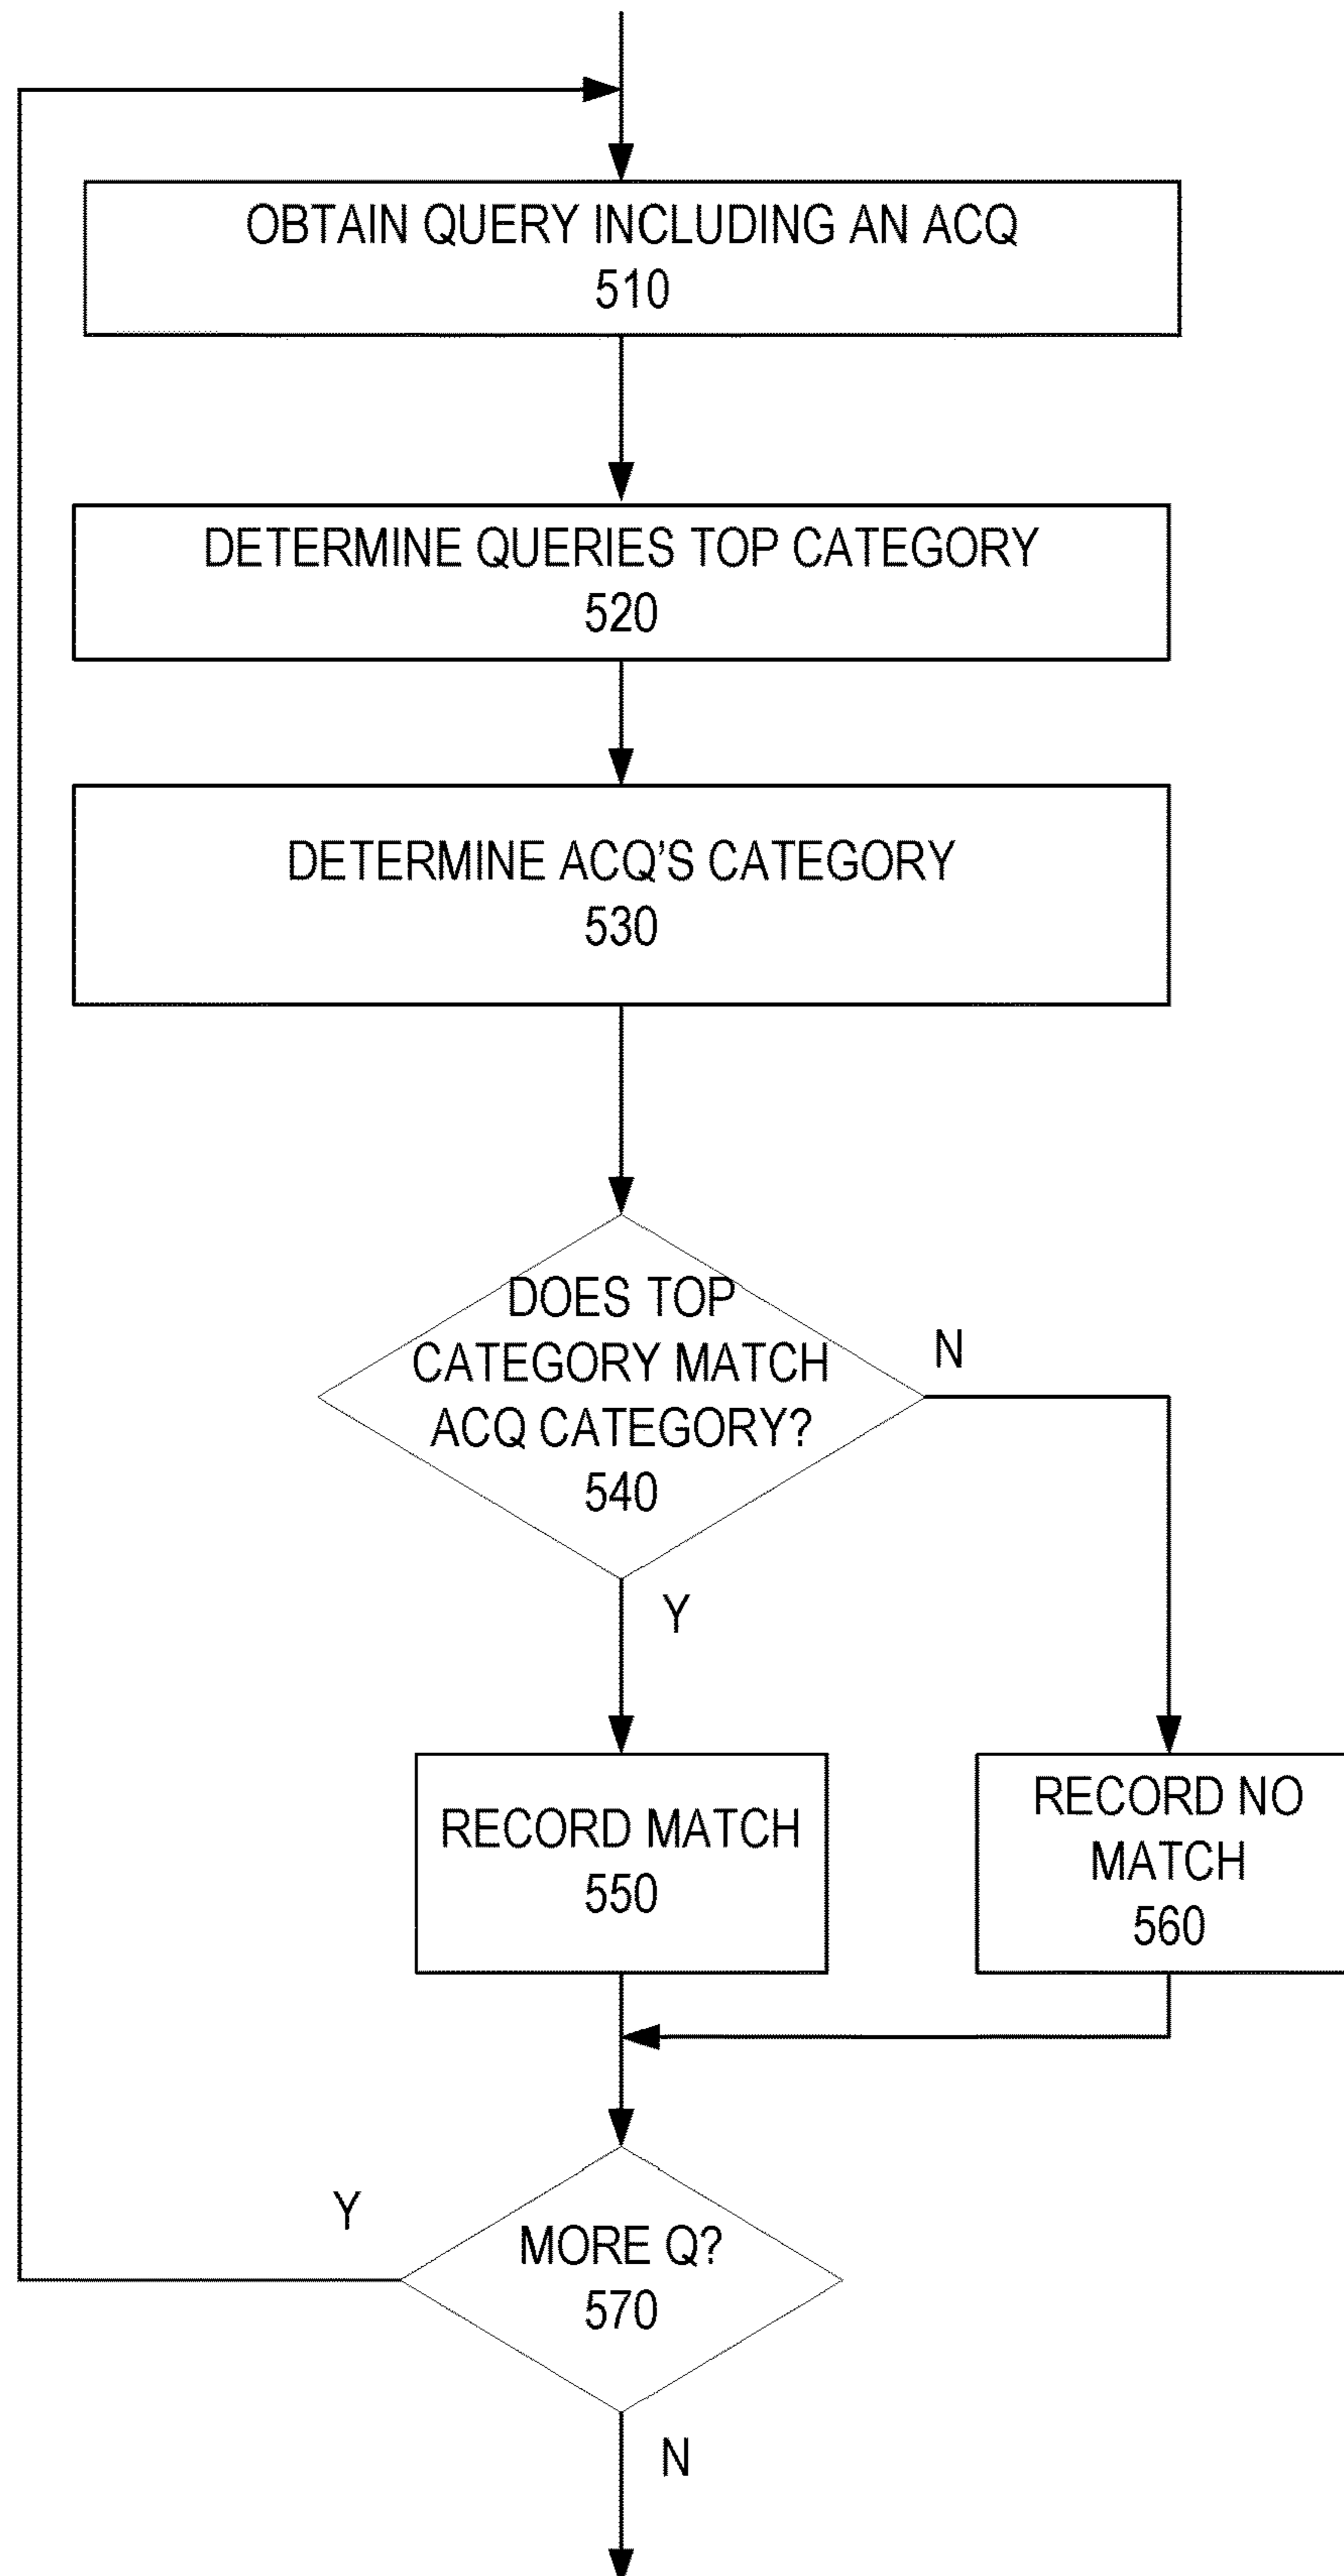 OBTAIN QUERY INCLUDING AN ACQ
510
DETERMINE QUERIES TOP CATEGORY
520
DETERMINE ACQ'S CATEGORY
530
DOES TOP
CATEGORY MATCH
ACQ CATEGORY?
540
N
Y
RECORD MATCH
550
RECORD NO
MATCH
560
Y
MORE Q?
570
N